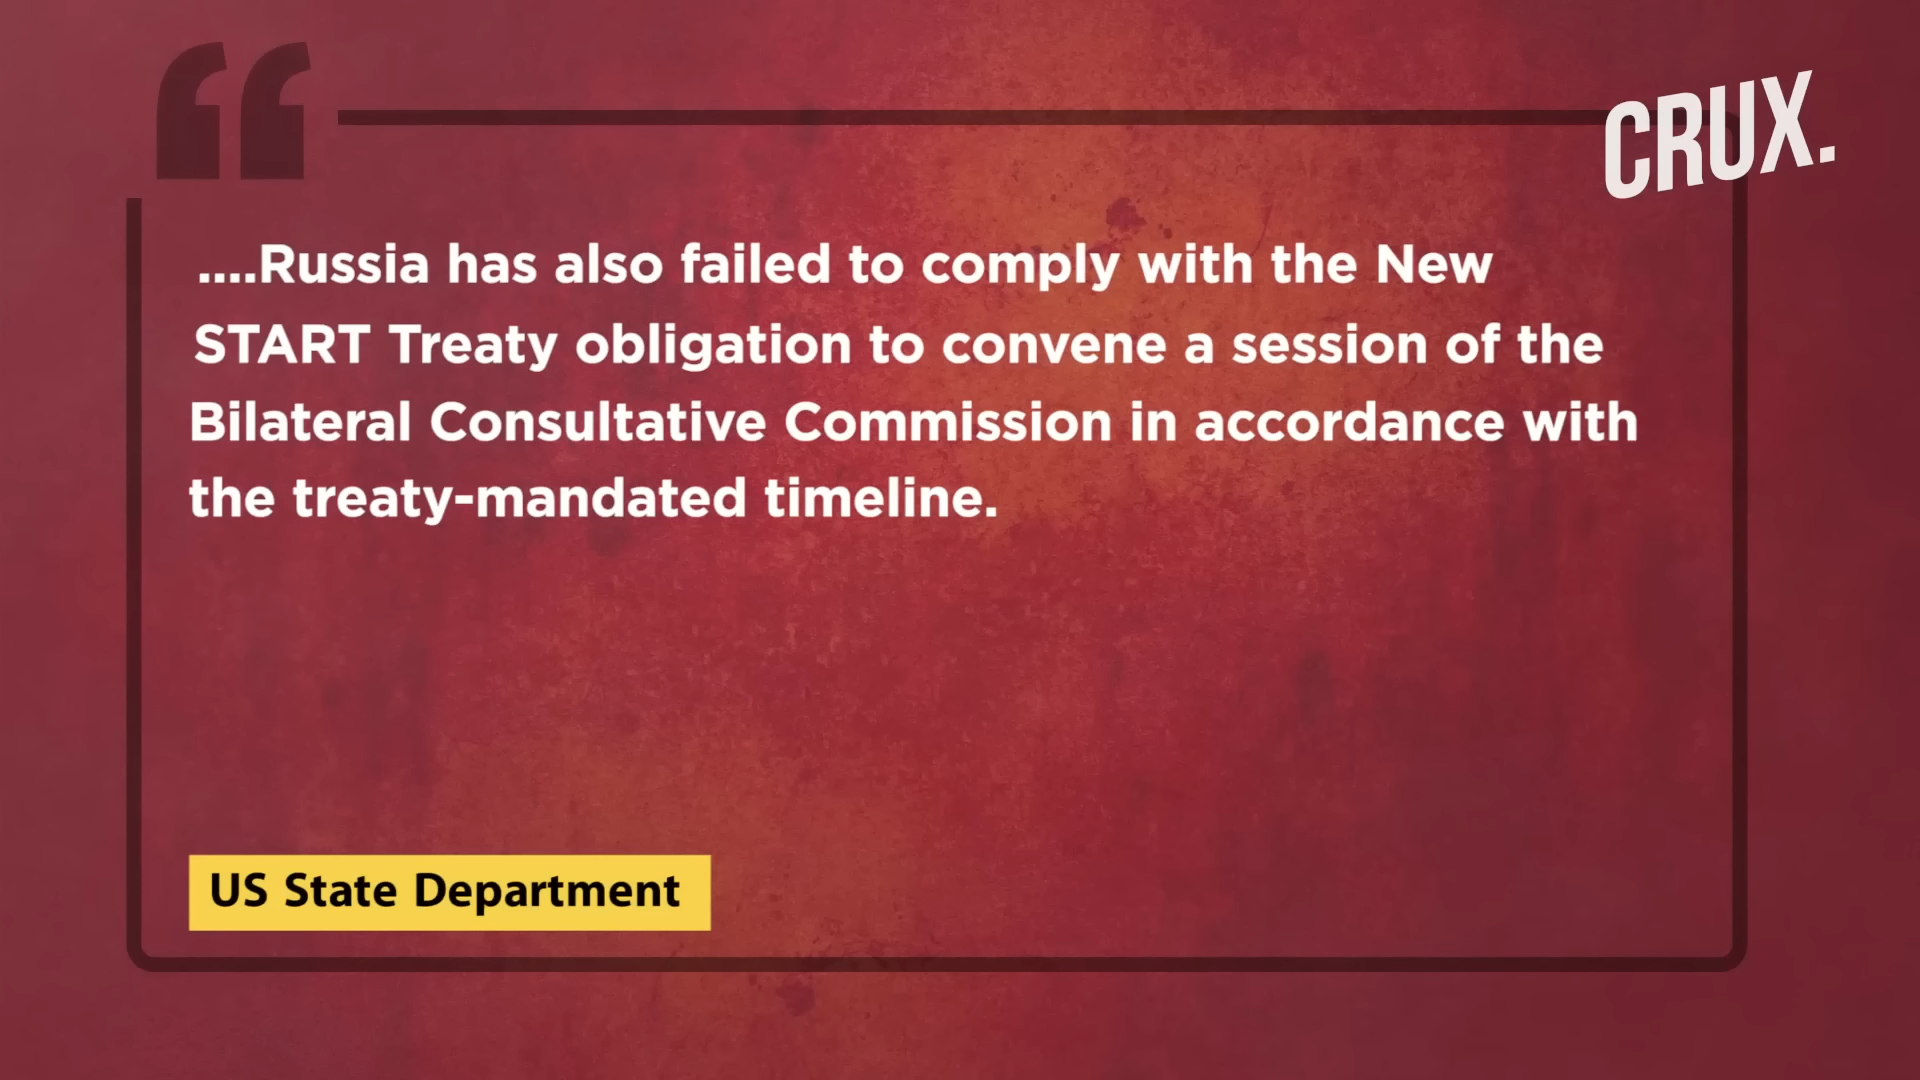 CRUX.
....Russia has also failed to comply with the New
START Treaty obligation to convene a session of the
Bilateral Consultative Commission in accordance with
the treaty-mandated timeline.
US State Department